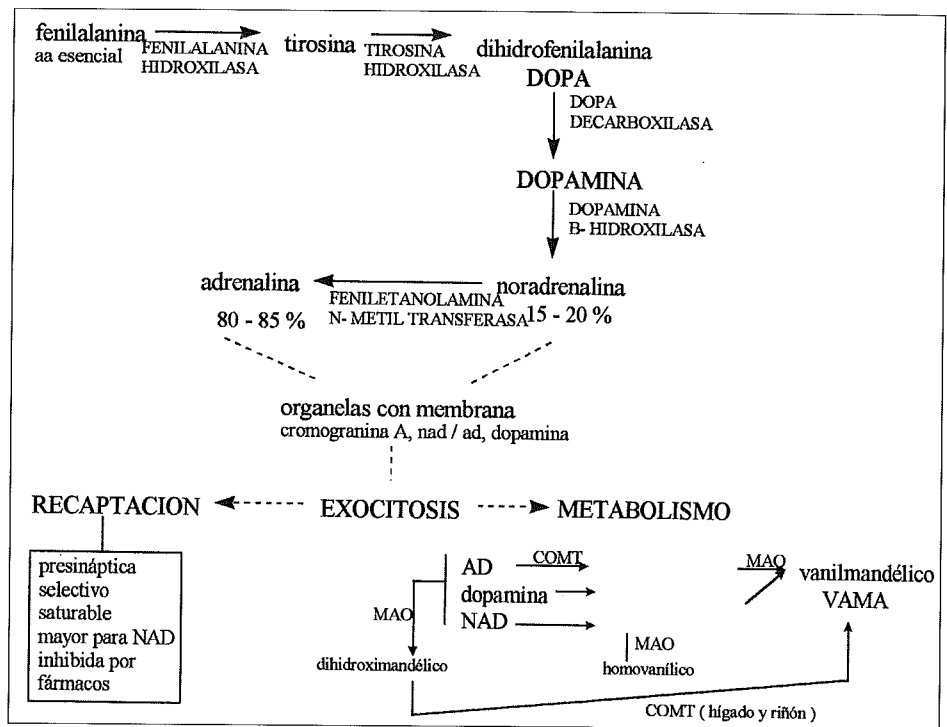 fenilalanina
aa esencial
FENILALANINA
HIDROXILASA
tirosina
TIROSINA
HIDROXILASA
dihidrofenilalanina
DOPA
DOPA
DECARBOXILASA
DOPAMINA
DOPAMINA
B- HIDROXILASA
adrenalina
80 - 85 %
FENILETANOLAMINA
N- METIL TRANSFERASA
noradrenalina
15 - 20 %
organelas con membrana
cromogranina A, nad / ad, dopamina
RECAPTACION
EXOCITOSIS
METABOLISMO
presináptica
selectivo
saturable
mayor para NAD
inhibida por
fármacos
MAO
dihidroximandélico
AD
COMT
dopamina
NAD
MAO
homovanílico
MAO
vanilmandélico
VAMA
COMT ( hígado y riñón )